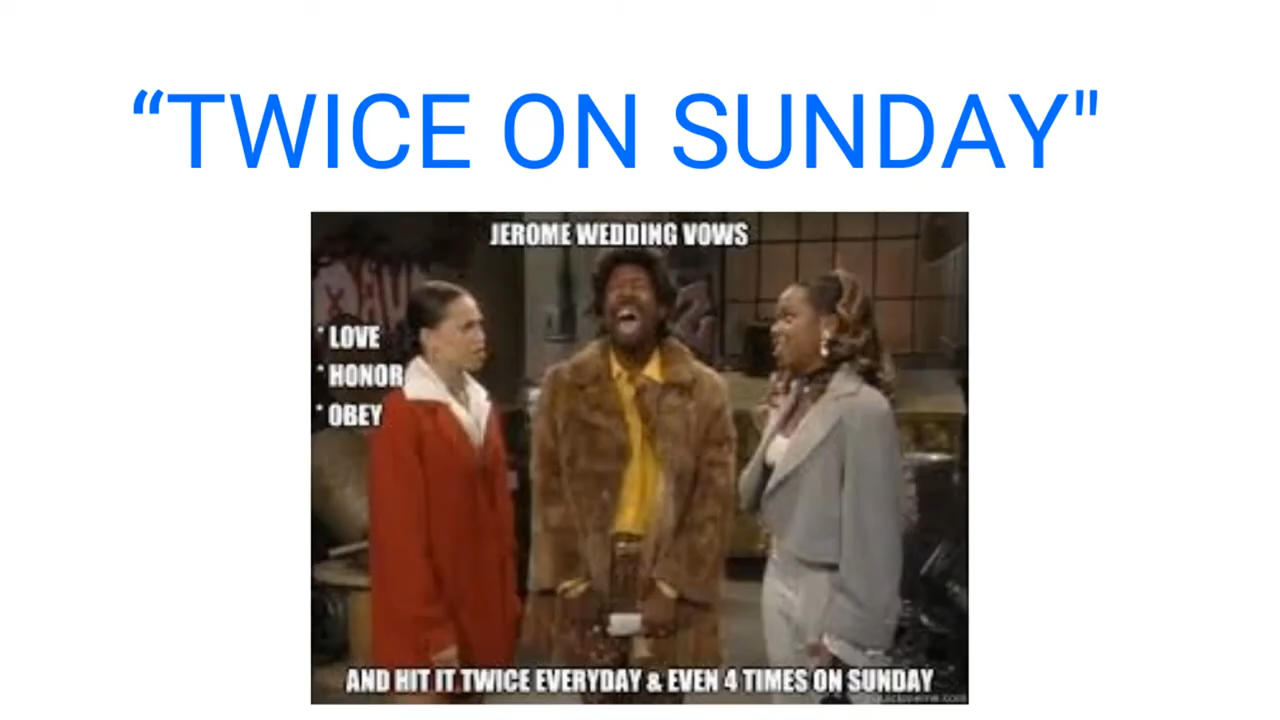 “TWICE ON SUNDAY"
JEROME WEDDING VOWS
* LOVE
* HONOR
* OBEY
AND HIT IT TWICE EVERYDAY & EVEN 4 TIMES ON SUNDAY